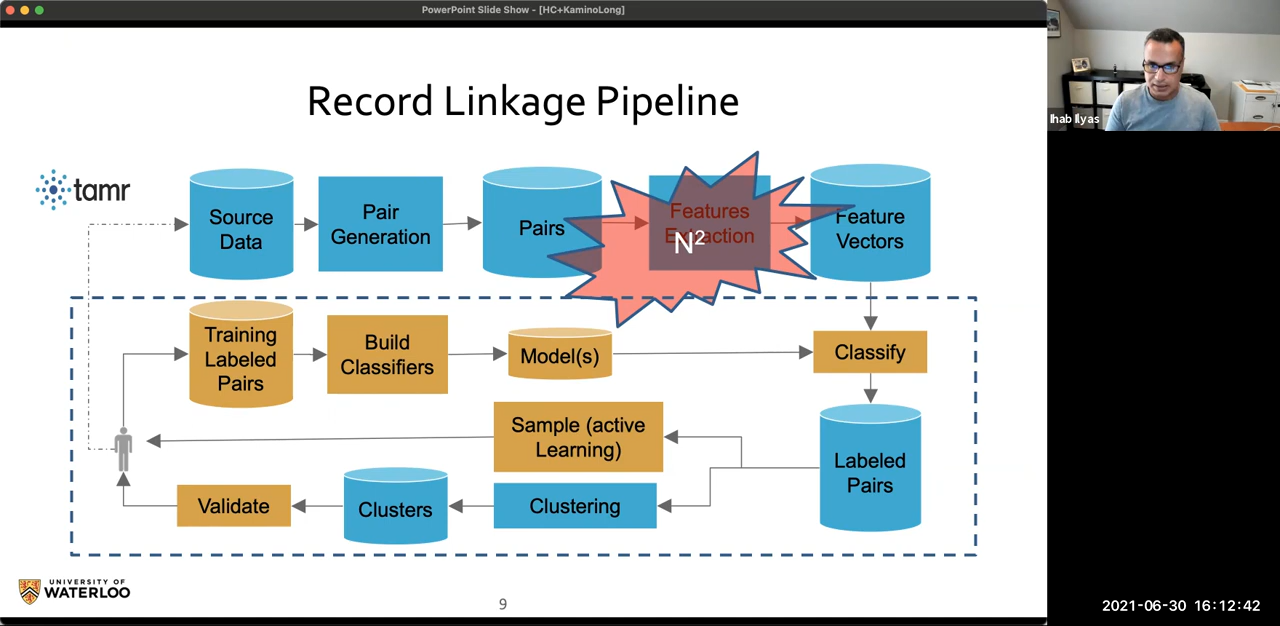 PowerPoint Slide Show - [HC+KaminoLong]
Record Linkage Pipeline
Ihab Ilyas
tamr
Source
Data
Pair
Generation
Pairs
Features
Extraction
N²
Feature
Vectors
Training
Labeled
Pairs
Build
Classifiers
Model(s)
Classify
Sample (active
Learning)
Labeled
Pairs
Validate
Clusters
Clustering
UNIVERSITY OF
WATERLOO
9
2021-06-30 16:12:42